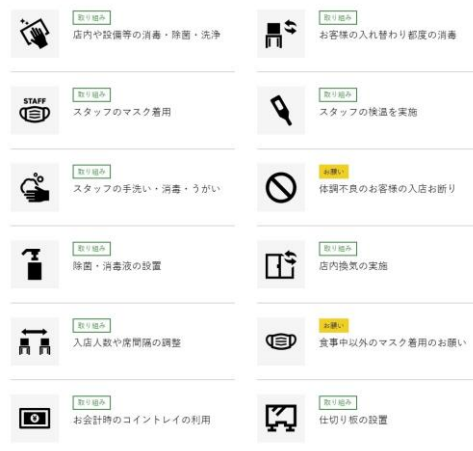 取り組み
店内や設備等の消毒・除菌・洗浄
取り組み
お客様の入れ替わり都度の消毒
STAFF
取り組み
スタッフのマスク着用
取り組み
スタッフの検温を実施
取り組み
スタッフの手洗い・消毒・うがい
お願い
体調不良のお客様の入店お断り
取り組み
除菌・消毒液の設置
取り組み
店内換気の実施
取り組み
入店人数や席間隔の調整
お願い
食事中以外のマスク着用のお願い
取り組み
お会計時のコイントレイの利用
取り組み
仕切り板の設置